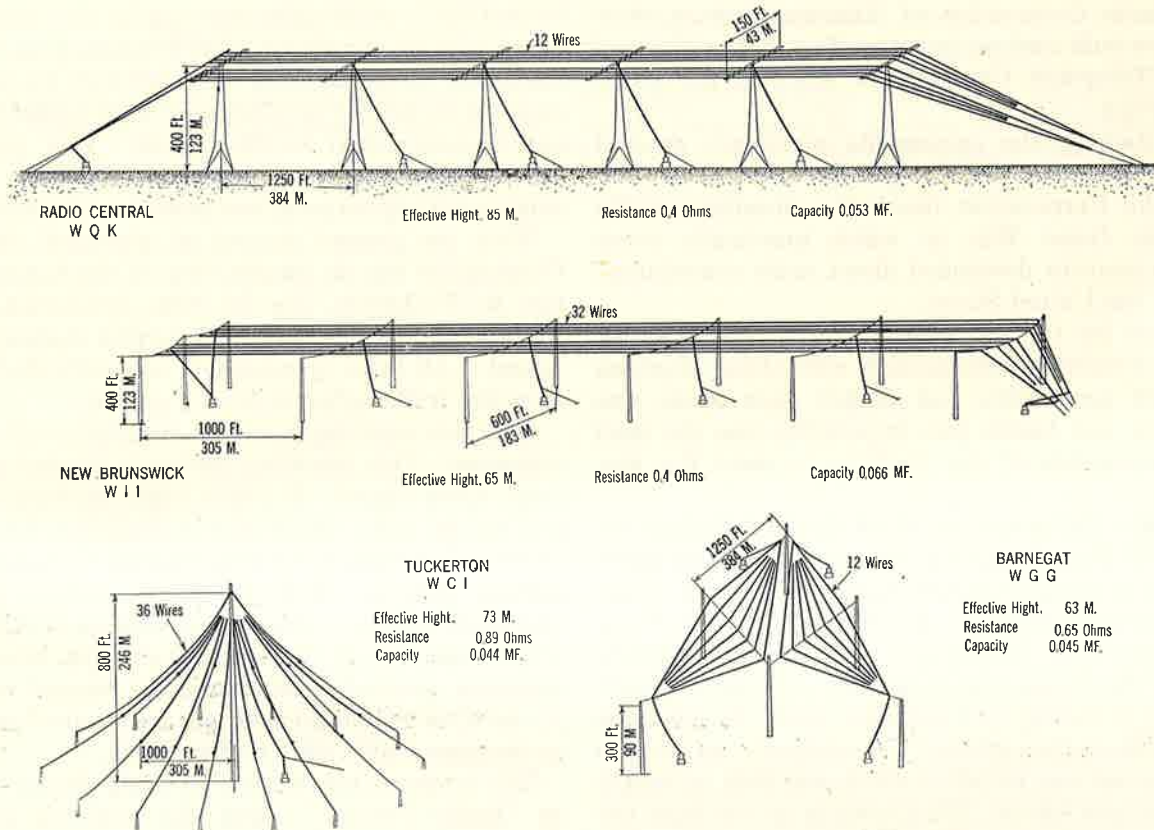 150 Ft.
43 M.
12 Wires
400 Ft.
123 M.
1250 Ft.
384 M.
RADIO CENTRAL
W Q K
Effective Hight. 85 M.
Resistance 0.4 Ohms
Capacity 0.053 MF.
32 Wires
400 Ft.
123 M.
1000 Ft.
305 M.
600 Ft.
183 M.
NEW BRUNSWICK
W I I
Effective Hight. 65 M.
Resistance 0.4 Ohms
Capacity 0.066 MF.
36 Wires
800 Ft.
246 M
1000 Ft.
305 M.
TUCKERTON
W C I
Effective Hight. 73 M.
Resistance 0.89 Ohms
Capacity 0.044 MF.
1250 Ft.
384 M.
12 Wires
300 Ft.
90 M
BARNEGAT
W G G
Effective Hight. 63 M.
Resistance 0.65 Ohms
Capacity 0.045 MF.